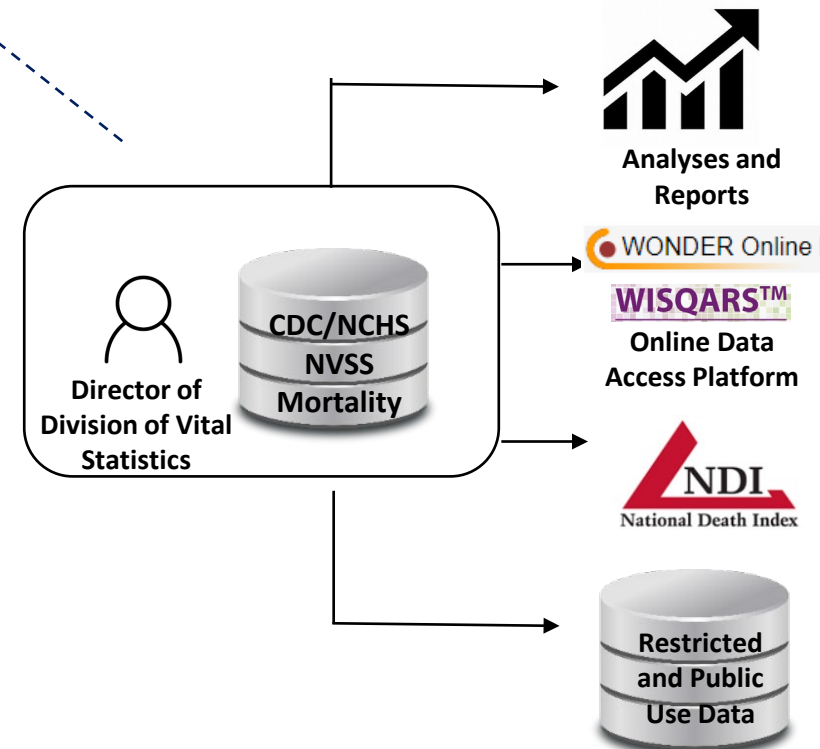 Analyses and
Reports
WONDER Online
WISQARS™
Online Data
Access Platform
CDC/NCHS
NVSS
Mortality
Director of
Division of Vital
Statistics
NDI
National Death Index
Restricted
and Public
Use Data